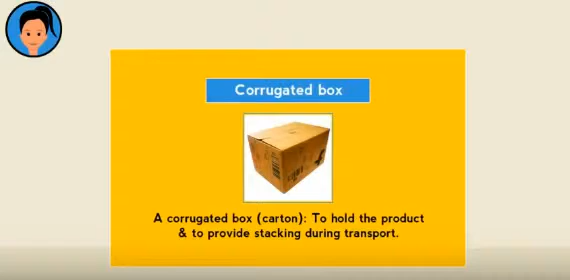 Corrugated box
A corrugated box (carton): To hold the product
& to provide stacking during transport.